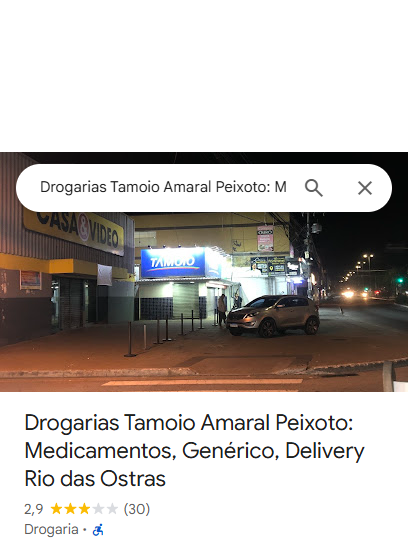 Drogarias Tamoio Amaral Peixoto: M
CASA&VIDEO
TAMOIO
Drogarias Tamoio Amaral Peixoto:
Medicamentos, Genérico, Delivery
Rio das Ostras
2,9 (30)
Drogaria ·